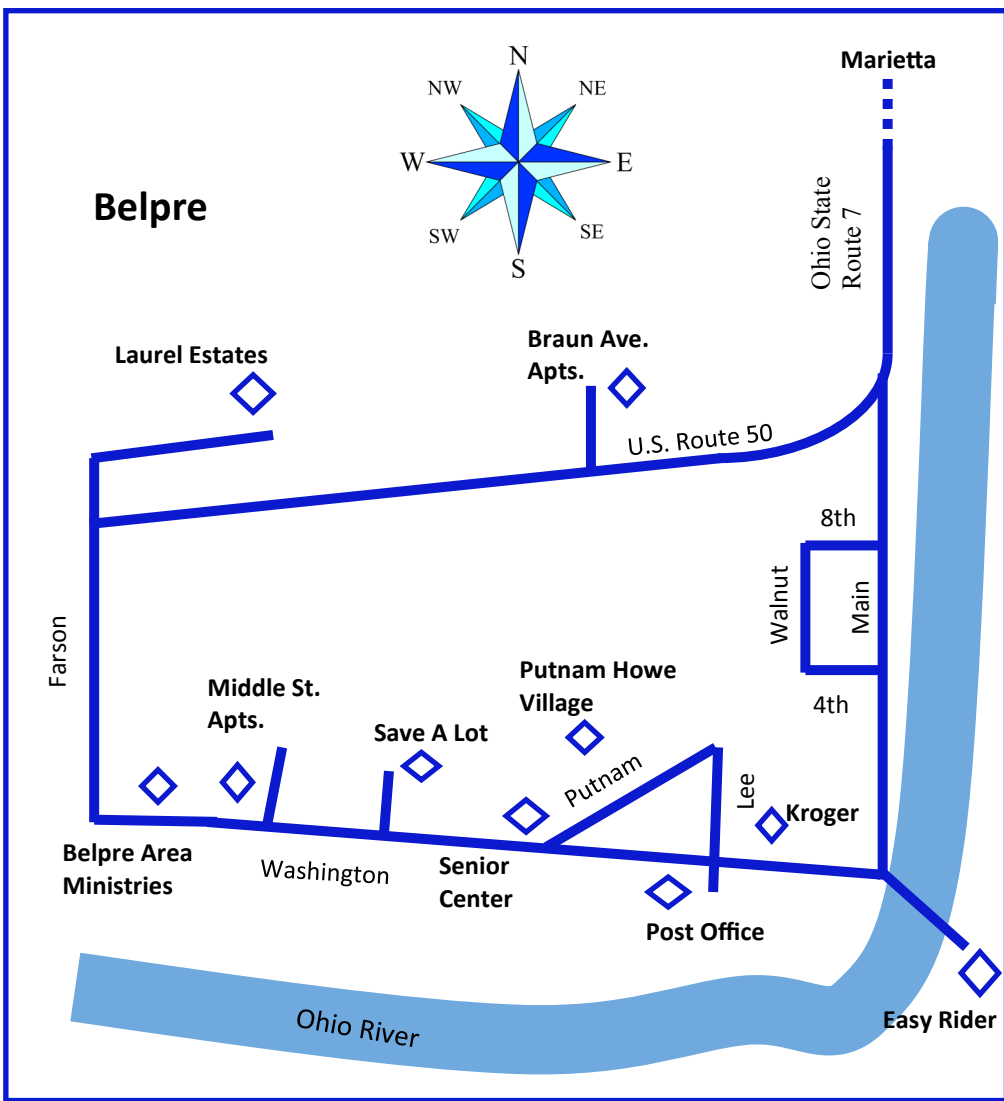 Marietta
N
NW
NE
W
E
SW
SE
S
Belpre
Ohio State
Route 7
Laurel Estates
Braun Ave.
Apts.
U.S. Route 50
8th
Walnut
Main
4th
Farson
Middle St.
Apts.
Save A Lot
Putnam Howe
Village
Putnam
Lee
Kroger
Belpre Area
Ministries
Washington
Senior
Center
Post Office
Ohio River
Easy Rider